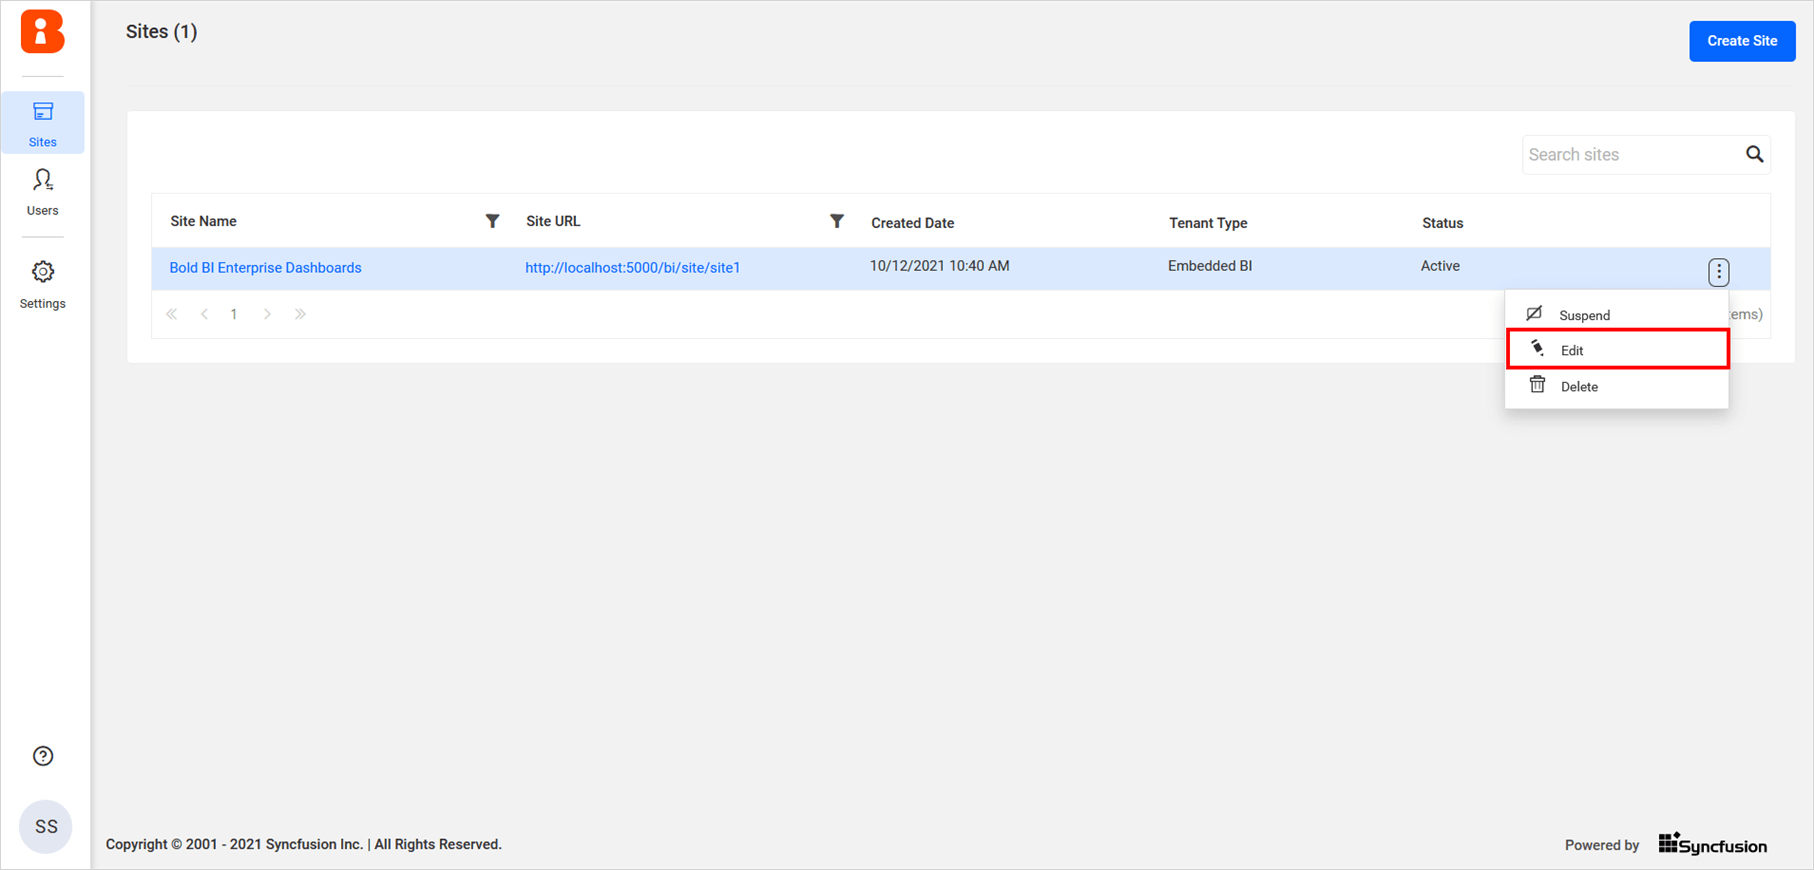 Sites (1)
Create Site
Sites
Users
Settings
Search sites
Site Name
Site URL
Created Date
Tenant Type
Status
Bold BI Enterprise Dashboards
http://localhost:5000/bi/site/site1
10/12/2021 10:40 AM
Embedded BI
Active
1
ems)
Suspend
Edit
Delete
SS
Copyright © 2001 - 2021 Syncfusion Inc. | All Rights Reserved.
Powered by
Syncfusion